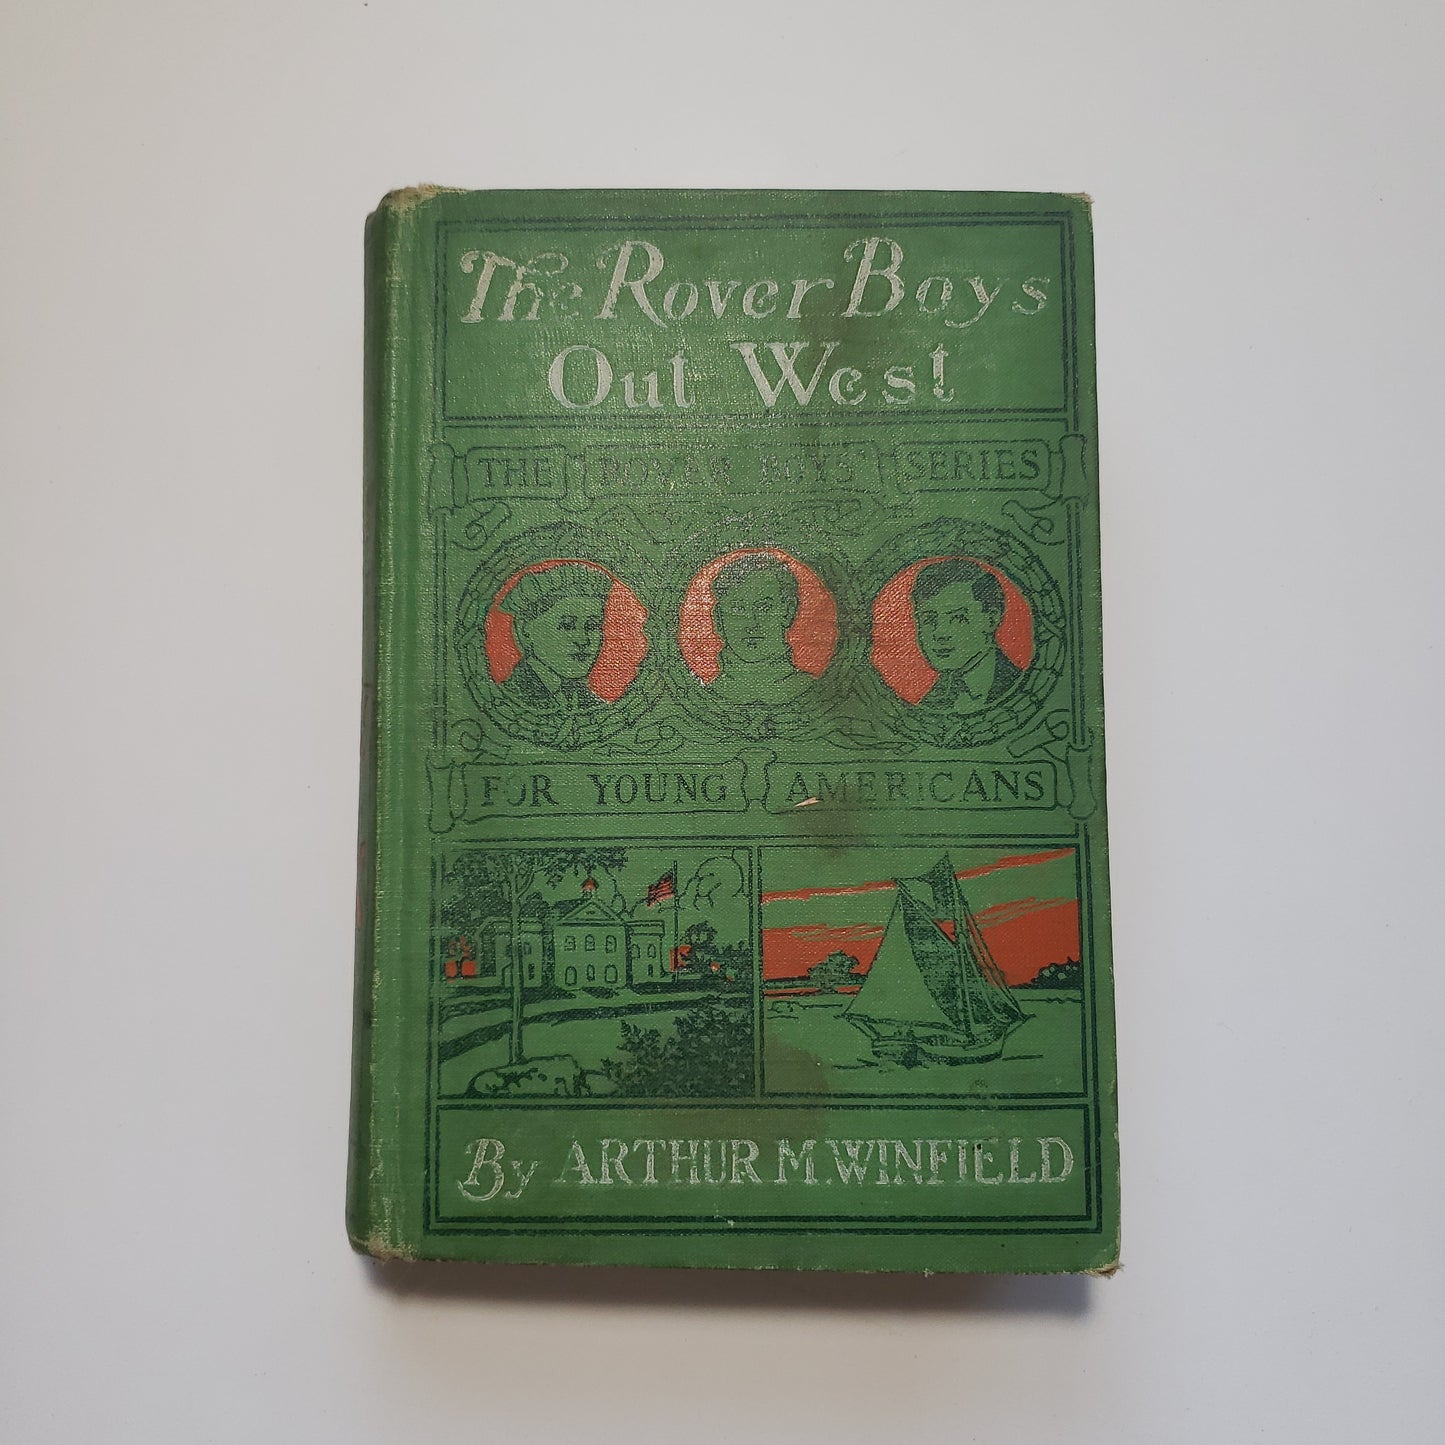 The Rover Boys
Out West
THE ROVER BOYS' SERIES
FOR YOUNG AMERICANS
By ARTHUR M. WINFIELD